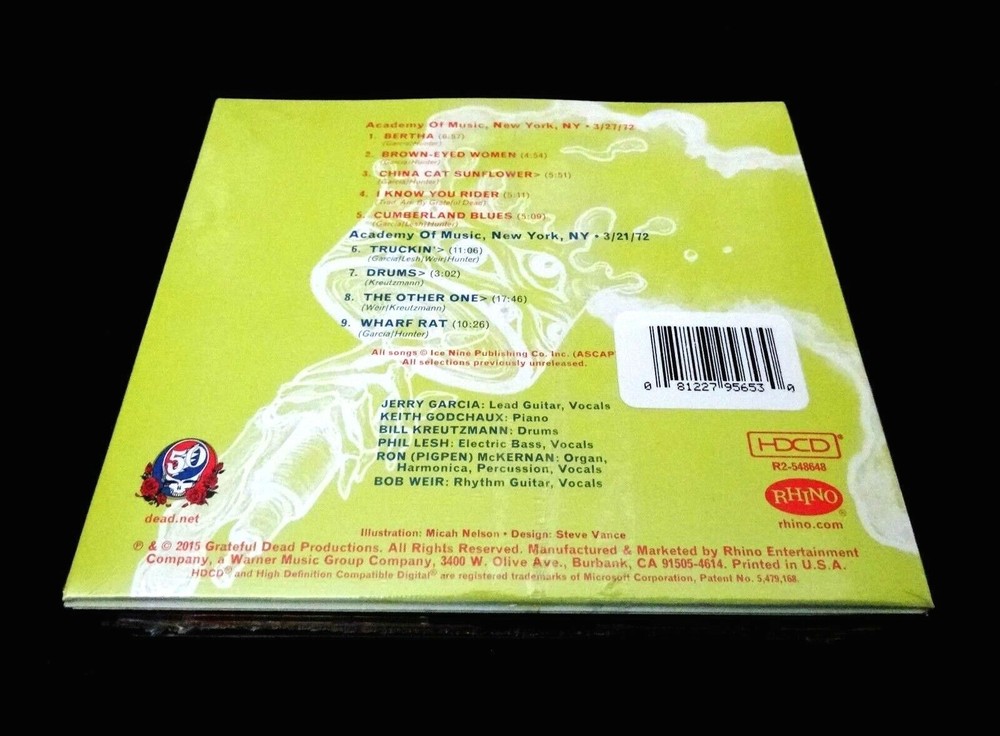 Academy Of Music, New York, NY • 3/27/72
1. BERTHA (6:57)
(Garcia/Hunter)
2. BROWN-EYED WOMEN (4:54)
(Garcia/Hunter)
3. CHINA CAT SUNFLOWER> (5:51)
(Garcia/Hunter)
4. I KNOW YOU RIDER (5:11)
(Trad. Arr. By Grateful Dead)
5. CUMBERLAND BLUES (5:09)
(Garcia/Lesh/Hunter)
Academy Of Music, New York, NY • 3/21/72
6. TRUCKIN'> (11:06)
(Garcia/Lesh/Weir/Hunter)
7. DRUMS> (3:02)
(Kreutzmann)
8. THE OTHER ONE> (17:46)
(Weir/Kreutzmann)
9. WHARF RAT (10:26)
(Garcia/Hunter)
All songs © Ice Nine Publishing Co. Inc. (ASCAP
All selections previously unreleased.
0 81227 95653 0
JERRY GARCIA: Lead Guitar, Vocals
KEITH GODCHAUX: Piano
BILL KREUTZMANN: Drums
PHIL LESH: Electric Bass, Vocals
RON (PIGPEN) McKERNAN: Organ,
Harmonica, Percussion, Vocals
BOB WEIR: Rhythm Guitar, Vocals
50
dead.net
HDCD®
R2-548648
RHINO®
rhino.com
Illustration: Micah Nelson • Design: Steve Vance
℗ & © 2015 Grateful Dead Productions. All Rights Reserved. Manufactured & Marketed by Rhino Entertainment
Company, a Warner Music Group Company, 3400 W. Olive Ave., Burbank, CA 91505-4614. Printed in U.S.A.
HDCD® and High Definition Compatible Digital® are registered trademarks of Microsoft Corporation, Patent No. 5,479,168.